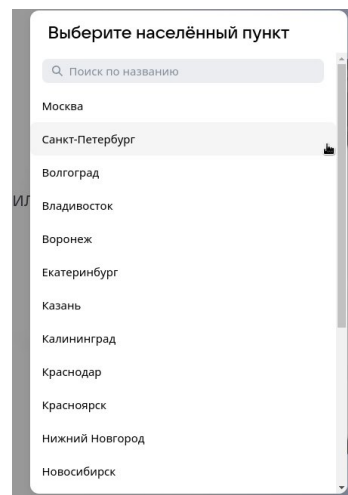 Выберите населённый пункт
Поиск по названию
Москва
Санкт-Петербург
Волгоград
Владивосток
Воронеж
Екатеринбург
Казань
Калининград
Краснодар
Красноярск
Нижний Новгород
Новосибирск